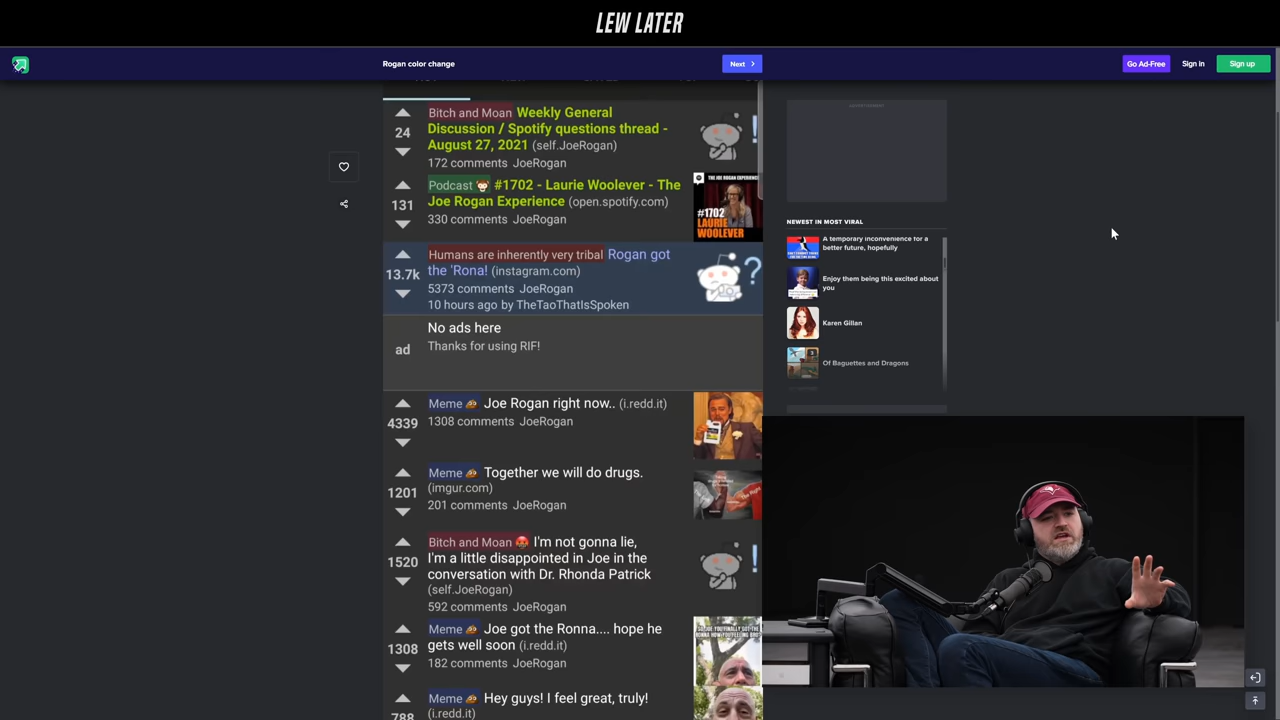 LEW LATER
Rogan color change
Next
Go Ad-Free
Sign in
Sign up
24
Bitch and Moan Weekly General
Discussion / Spotify questions thread -
August 27, 2021 (self.JoeRogan)
172 comments JoeRogan
131
Podcast #1702 - Laurie Woolever - The
Joe Rogan Experience (open.spotify.com)
330 comments JoeRogan
THE JOE ROGAN EXPERIENCE
#1702
LAURIE
WOOLEVER
13.7k
Humans are inherently very tribal Rogan got
the 'Rona! (instagram.com)
5373 comments JoeRogan
10 hours ago by TheTaoThatIsSpoken
ad
No ads here
Thanks for using RIF!
4339
Meme Joe Rogan right now.. (i.redd.it)
1308 comments JoeRogan
1201
Meme Together we will do drugs.
(imgur.com)
201 comments JoeRogan
1520
Bitch and Moan I'm not gonna lie,
I'm a little disappointed in Joe in the
conversation with Dr. Rhonda Patrick
(self.JoeRogan)
592 comments JoeRogan
1308
Meme Joe got the Ronna.... hope he
gets well soon (i.redd.it)
182 comments JoeRogan
788
Meme Hey guys! I feel great, truly!
(i.redd.it)
ADVERTISEMENT
NEWEST IN MOST VIRAL
A temporary inconvenience for a
better future, hopefully
Enjoy them being this excited about
you
Karen Gillan
Of Baguettes and Dragons